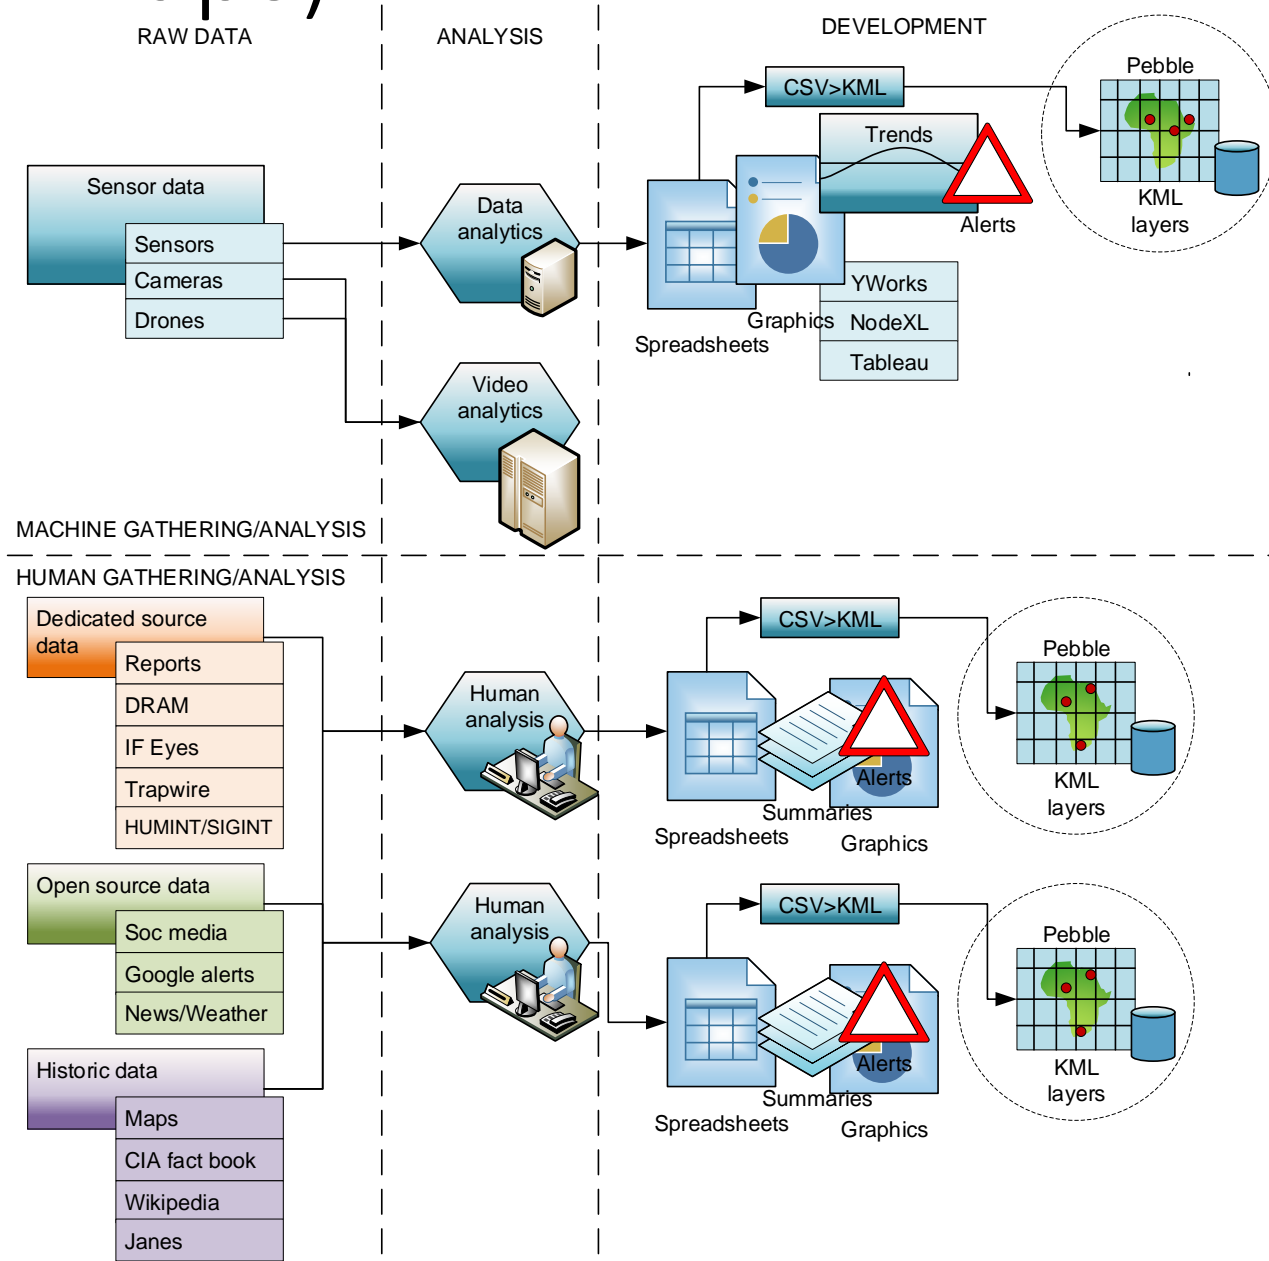 RAW DATA
ANALYSIS
DEVELOPMENT
CSV>KML
Pebble
Trends
Alerts
KML
layers
Sensor data
Sensors
Cameras
Drones
Data
analytics
Spreadsheets
Graphics
YWorks
NodeXL
Tableau
Video
analytics
MACHINE GATHERING/ANALYSIS
HUMAN GATHERING/ANALYSIS
Dedicated source
data
Reports
DRAM
IF Eyes
Trapwire
HUMINT/SIGINT
Human
analysis
CSV>KML
Pebble
KML
layers
Alerts
Summaries
Spreadsheets
Graphics
Open source data
Soc media
Google alerts
News/Weather
Human
analysis
CSV>KML
Pebble
KML
layers
Alerts
Summaries
Spreadsheets
Graphics
Historic data
Maps
CIA fact book
Wikipedia
Janes